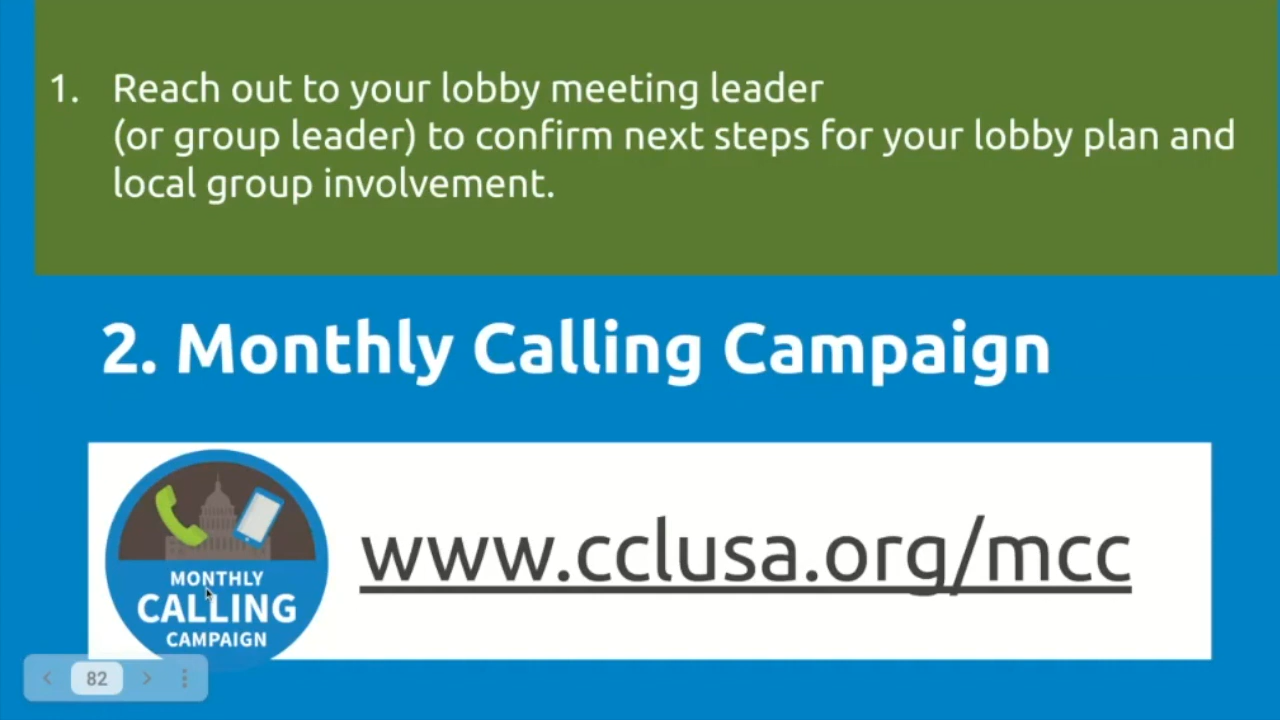 1. Reach out to your lobby meeting leader
(or group leader) to confirm next steps for your lobby plan and
local group involvement.
2. Monthly Calling Campaign
MONTHLY
CALLING
CAMPAIGN
www.cclusa.org/mcc
82